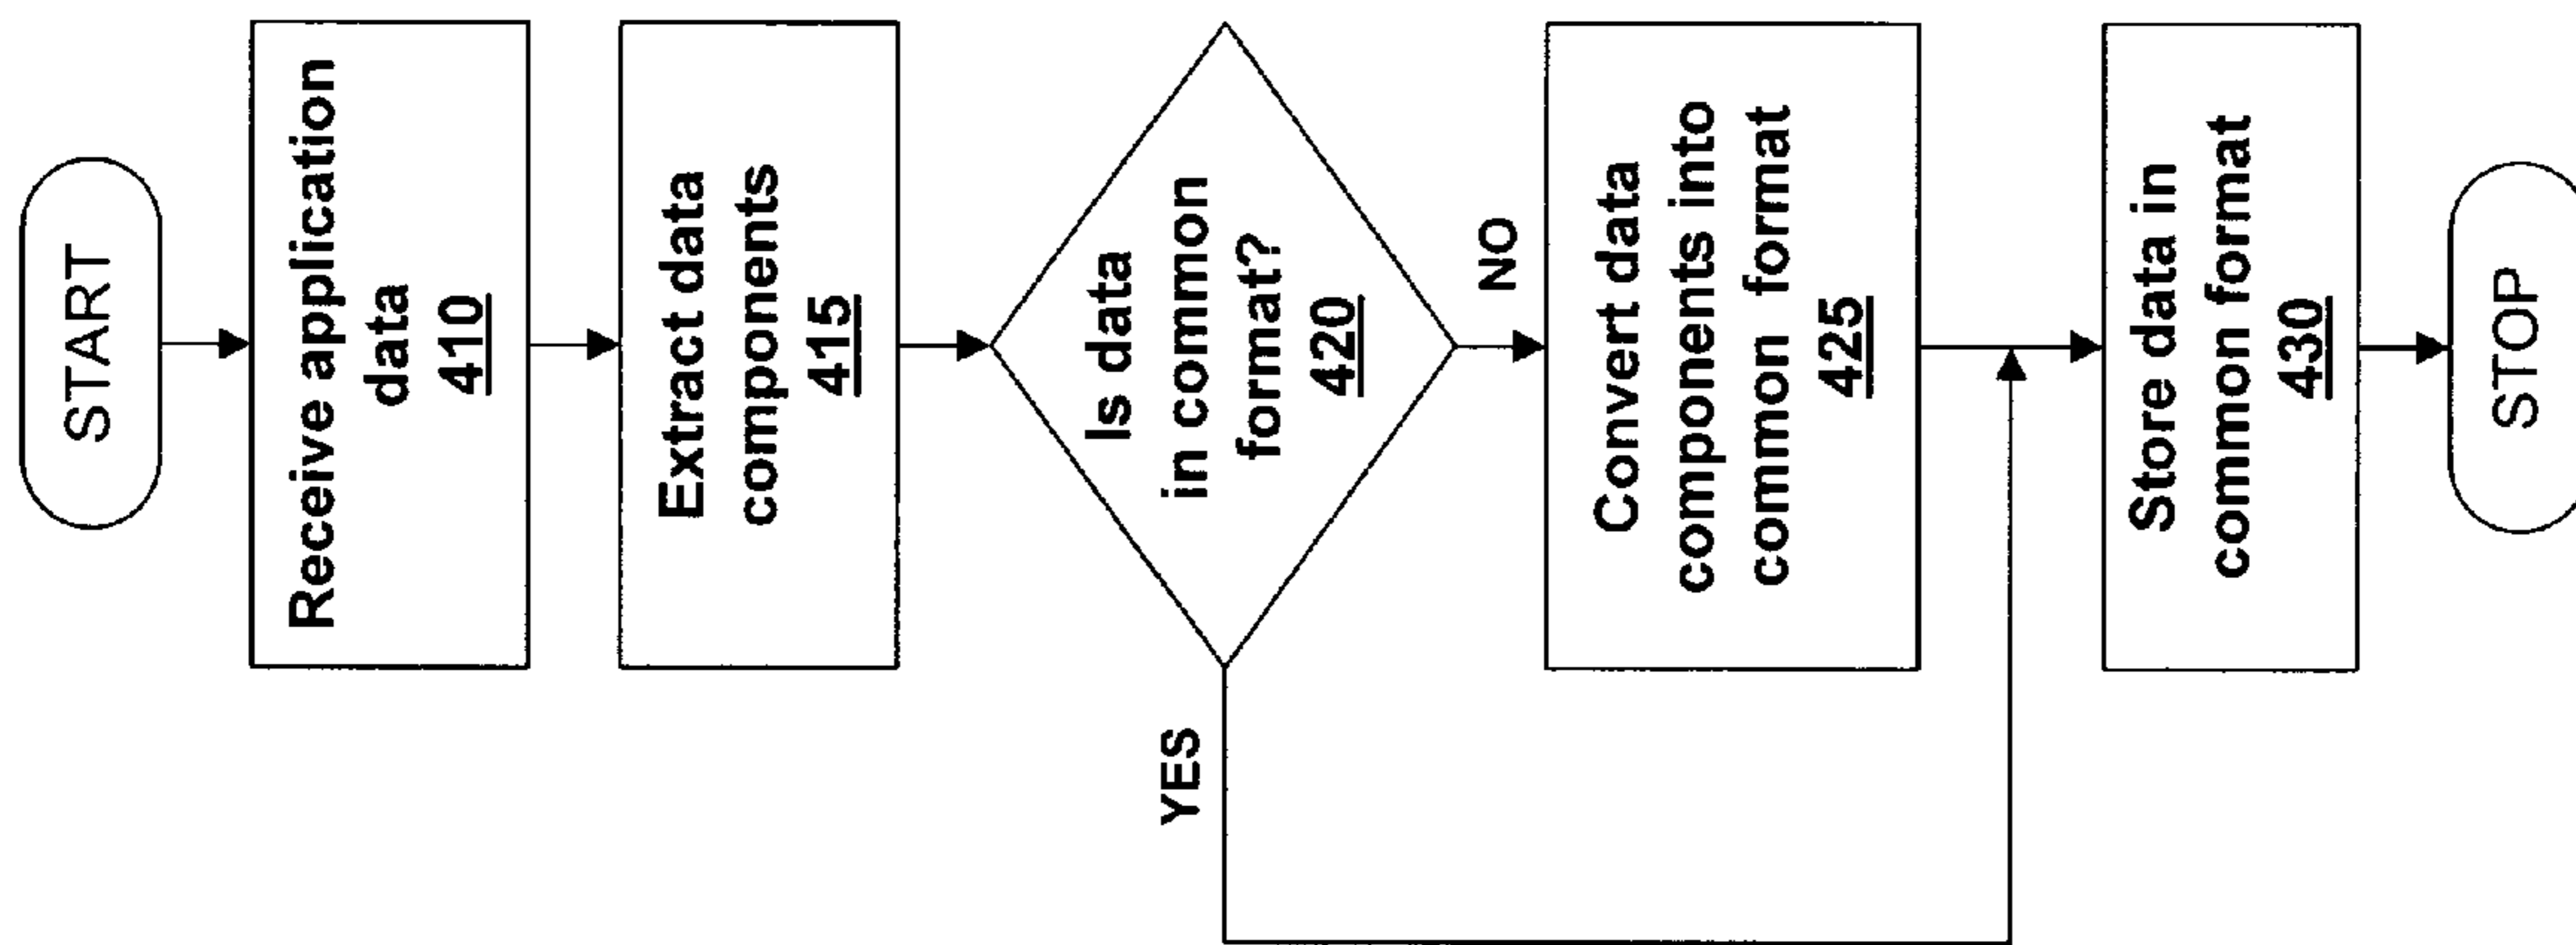 START
Receive application
data
410
Extract data
components
415
Is data
in common
format?
420
YES
NO
Convert data
components into
common format
425
Store data in
common format
430
STOP